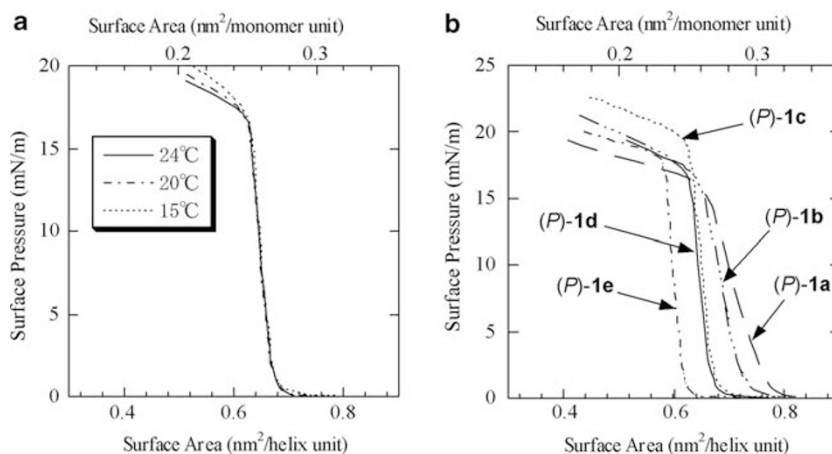 a
Surface Area (nm²/monomer unit)
0.2 0.3
20
15
10
5
0
Surface Pressure (mN/m)
24℃
20℃
15℃
0.4 0.6 0.8
Surface Area (nm²/helix unit)
b
Surface Area (nm²/monomer unit)
0.2 0.3
25
20
15
10
5
0
Surface Pressure (mN/m)
(P)-1c
(P)-1b
(P)-1d
(P)-1a
(P)-1e
0.4 0.6 0.8
Surface Area (nm²/helix unit)